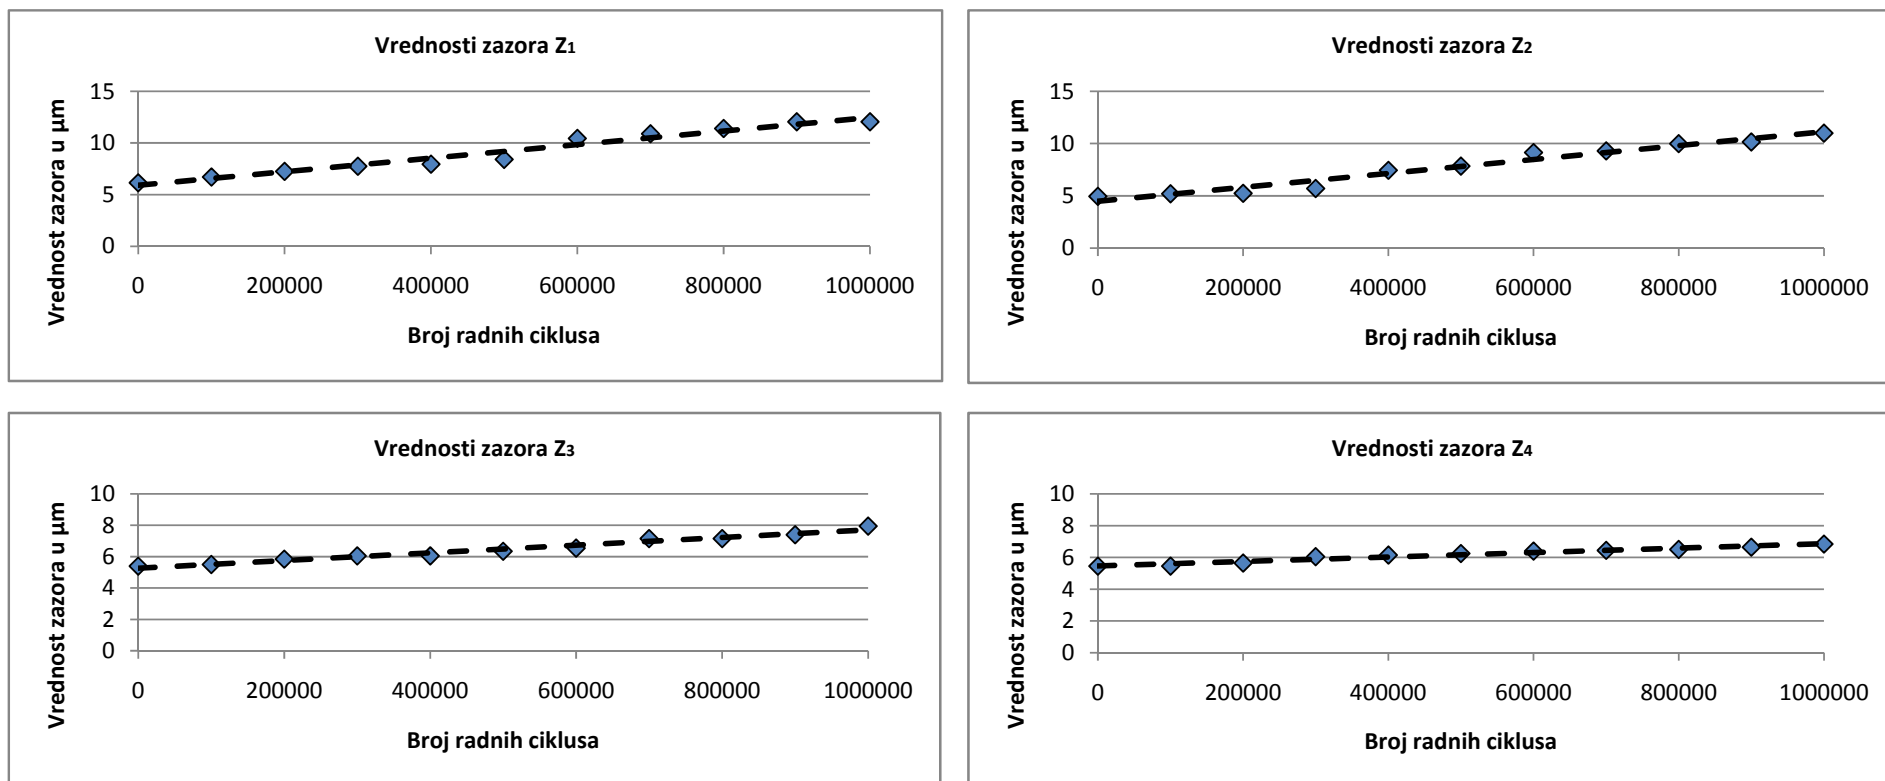 Vrednosti zazora Z1
Vrednost zazora u µm
15
10
5
0
0 200000 400000 600000 800000 1000000
Broj radnih ciklusa
Vrednosti zazora Z2
Vrednost zazora u µm
15
10
5
0
0 200000 400000 600000 800000 1000000
Broj radnih ciklusa
Vrednosti zazora Z3
Vrednost zazora u µm
10
8
6
4
2
0
0 200000 400000 600000 800000 1000000
Broj radnih ciklusa
Vrednosti zazora Z4
Vrednost zazora u µm
10
8
6
4
2
0
0 200000 400000 600000 800000 1000000
Broj radnih ciklusa